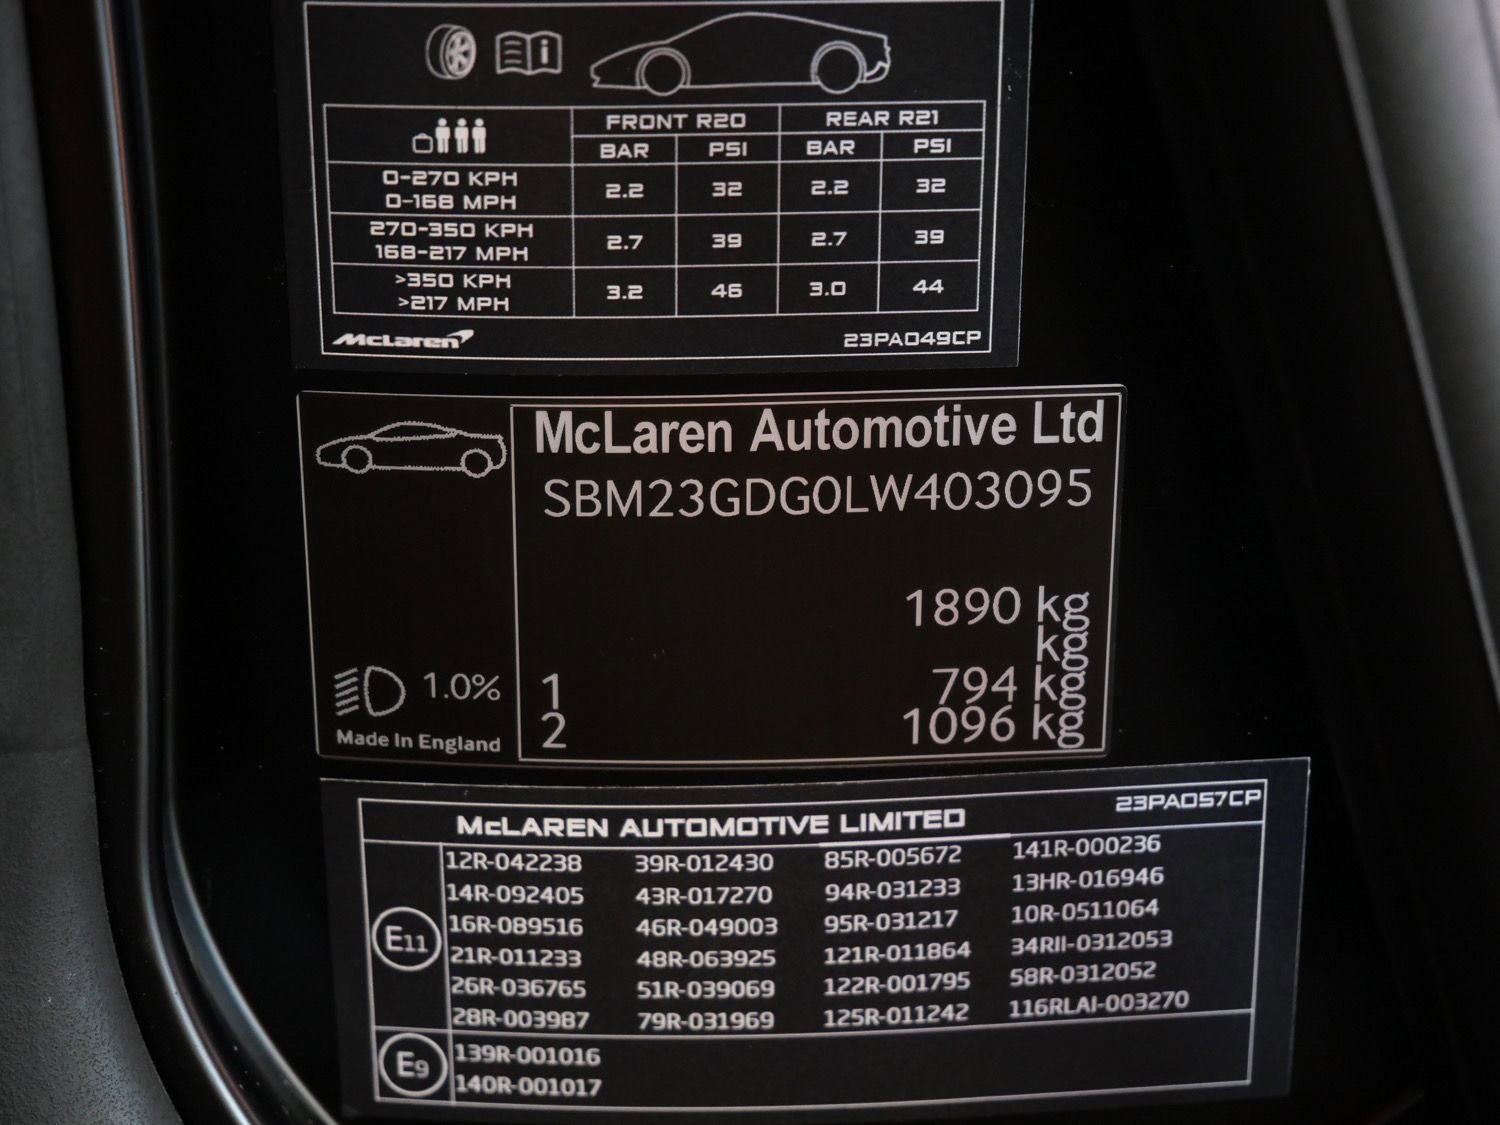 i
FRONT R20 REAR R21
BAR PSI BAR PSI
0-270 KPH
0-168 MPH
2.2 32 2.2 32
270-350 KPH
168-217 MPH
2.7 39 2.7 39
>350 KPH
>217 MPH
3.2 46 3.0 44
McLaren 23PA049CP
McLaren Automotive Ltd
SBM23GDG0LW403095
1890 kg
kg
1 794 kg
2 1096 kg
1.0%
Made In England
23PA057CP
McLAREN AUTOMOTIVE LIMITED
E11
12R-042238 39R-012430 85R-005672 141R-000236
14R-092405 43R-017270 94R-031233 13HR-016946
16R-089516 46R-049003 95R-031217 10R-0511064
21R-011233 48R-063925 121R-011864 34RII-0312053
26R-036765 51R-039069 122R-001795 58R-0312052
28R-003987 79R-031969 125R-011242 116RLAI-003270
E9
139R-001016
140R-001017